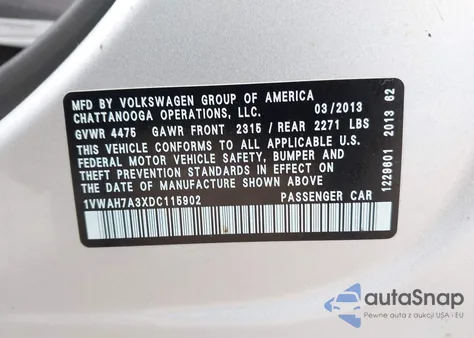 MFD BY VOLKSWAGEN GROUP OF AMERICA
CHATTANOOGA OPERATIONS, LLC. 03/2013
GVWR 4475 GAWR FRONT 2315 / REAR 2271 LBS
THIS VEHICLE CONFORMS TO ALL APPLICABLE U.S.
FEDERAL MOTOR VEHICLE SAFETY, BUMPER AND
THEFT PREVENTION STANDARDS IN EFFECT ON THE
DATE OF MANUFACTURE SHOWN ABOVE.
1VWAH7A3XDC115902 PASSENGER CAR
1229601 2013 62
autoSnap
Pewne auta z aukcji USA i EU